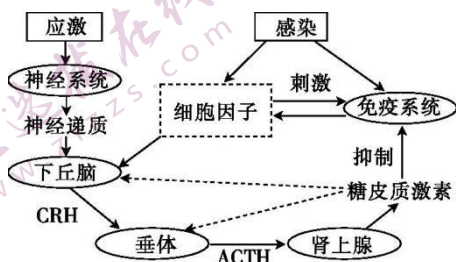 应激
感染
神经系统
刺激
细胞因子
免疫系统
神经递质
抑制
下丘脑
糖皮质激素
CRH
垂体
ACTH
肾上腺